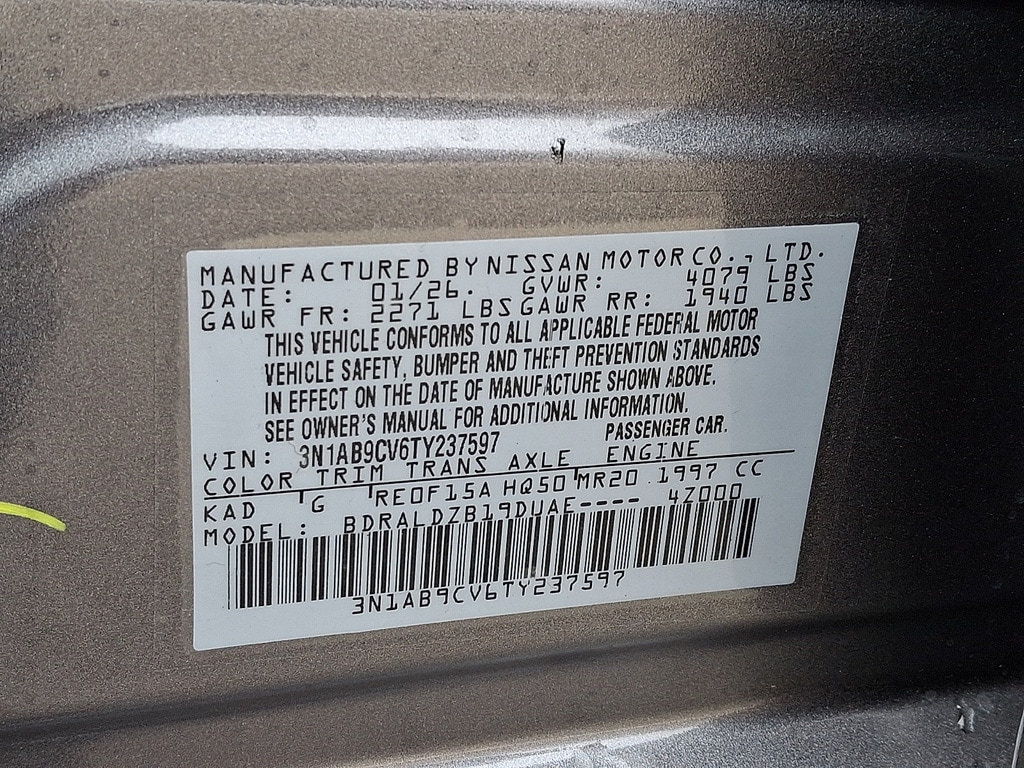 MANUFACTURED BY NISSAN MOTOR CO., LTD.
DATE: 01/26. GVWR: 4079 LBS
GAWR FR: 2271 LBS GAWR RR: 1940 LBS
THIS VEHICLE CONFORMS TO ALL APPLICABLE FEDERAL MOTOR
VEHICLE SAFETY, BUMPER AND THEFT PREVENTION STANDARDS
IN EFFECT ON THE DATE OF MANUFACTURE SHOWN ABOVE.
SEE OWNER'S MANUAL FOR ADDITIONAL INFORMATION.
VIN: 3N1AB9CV6TY237597 PASSENGER CAR.
COLOR TRIM TRANS AXLE ENGINE
KAD G RE0F15A HQ50 MR20 1997 CC
MODEL: BDRALDZB19DUAE---- 4Z000
3N1AB9CV6TY237597